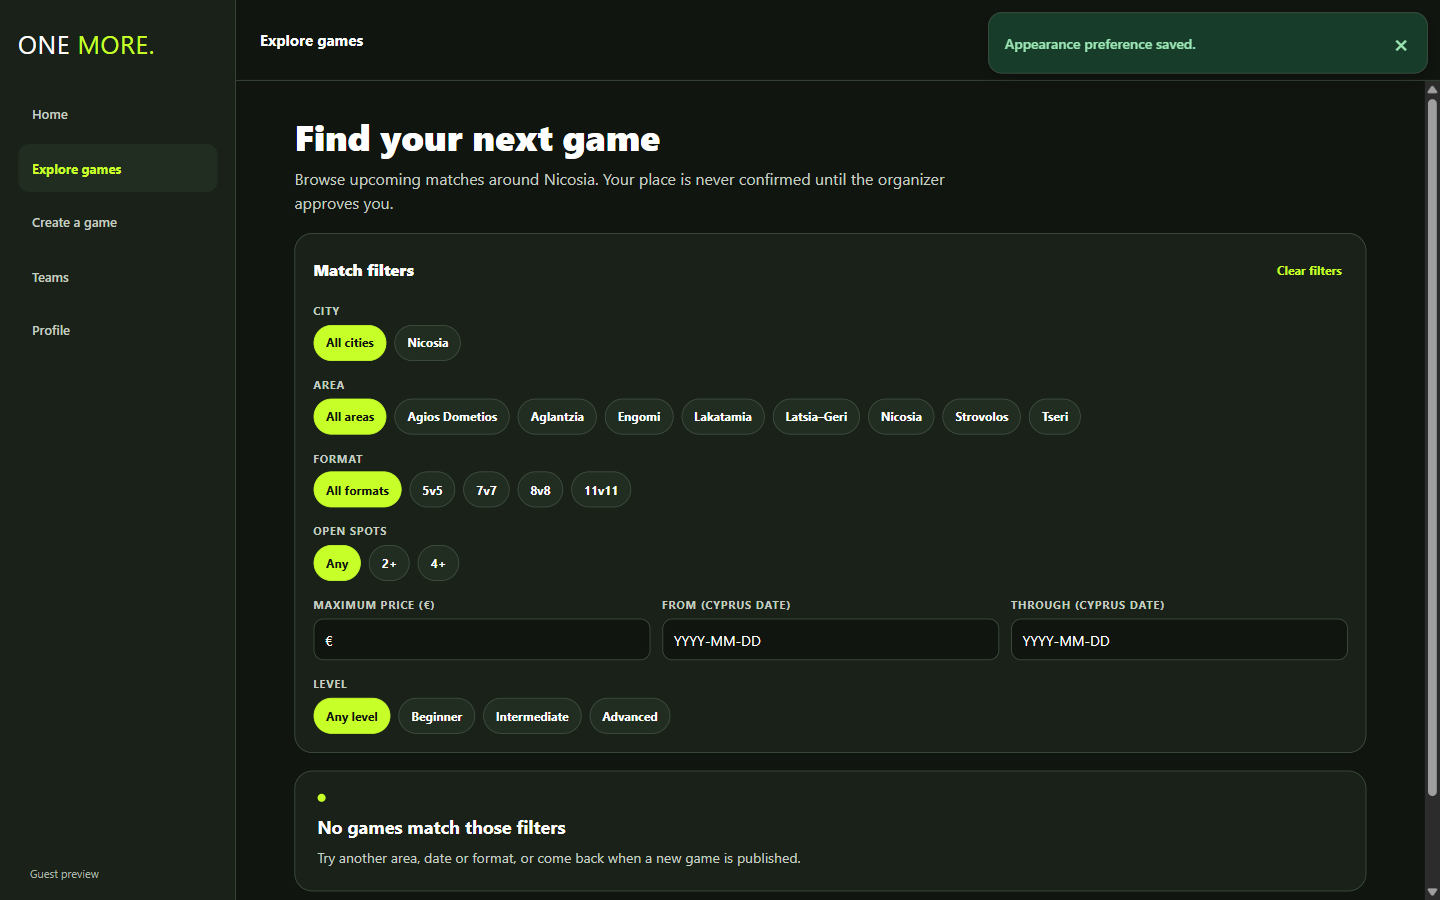 ONE MORE.
Home
Explore games
Create a game
Teams
Profile
Guest preview
Explore games
Appearance preference saved.
×
Find your next game
Browse upcoming matches around Nicosia. Your place is never confirmed until the organizer
approves you.
Match filters
Clear filters
CITY
All cities
Nicosia
AREA
All areas
Agios Dometios
Aglantzia
Engomi
Lakatamia
Latsia–Geri
Nicosia
Strovolos
Tseri
FORMAT
All formats
5v5
7v7
8v8
11v11
OPEN SPOTS
Any
2+
4+
MAXIMUM PRICE (€)
€
FROM (CYPRUS DATE)
YYYY-MM-DD
THROUGH (CYPRUS DATE)
YYYY-MM-DD
LEVEL
Any level
Beginner
Intermediate
Advanced
No games match those filters
Try another area, date or format, or come back when a new game is published.